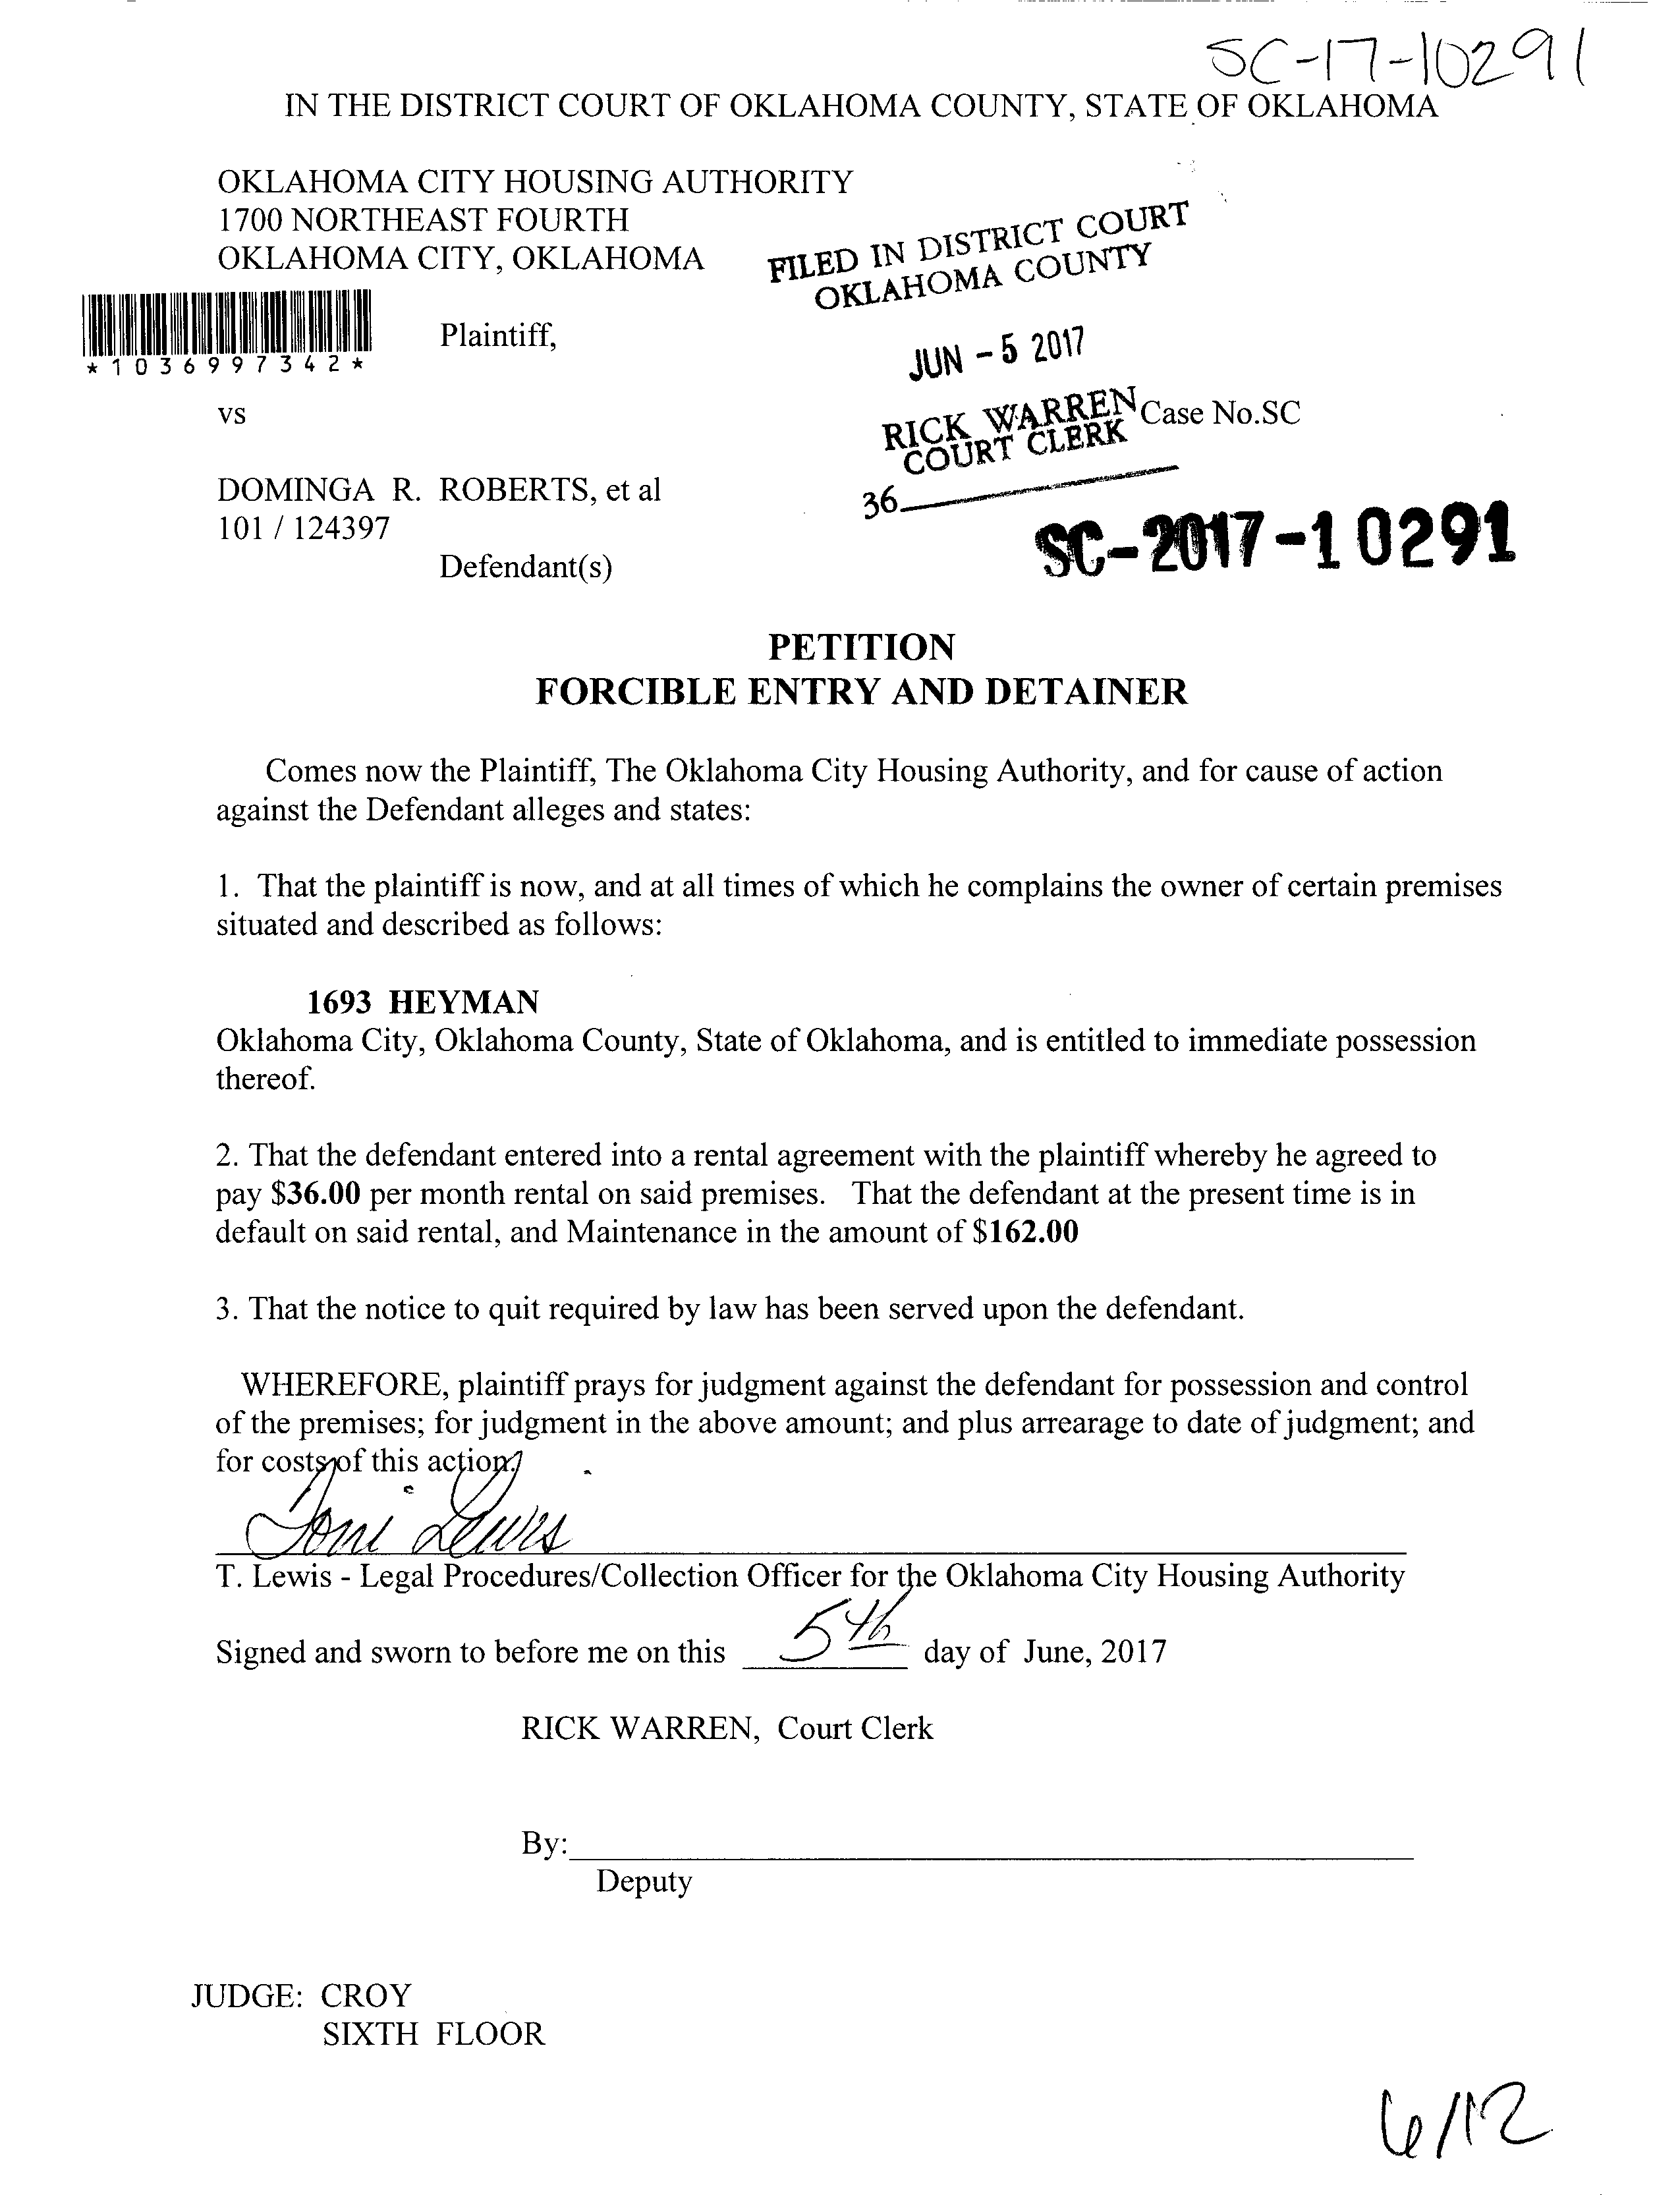 SC-17-10291
IN THE DISTRICT COURT OF OKLAHOMA COUNTY, STATE OF OKLAHOMA
OKLAHOMA CITY HOUSING AUTHORITY
1700 NORTHEAST FOURTH
OKLAHOMA CITY, OKLAHOMA
FILED IN DISTRICT COURT
OKLAHOMA COUNTY
*1036997342*
Plaintiff,
JUN - 5 2017
vs
RICK WARREN
COURT CLERK
Case No.SC
36
DOMINGA R. ROBERTS, et al
101 / 124397
SC-2017-10291
Defendant(s)
PETITION
FORCIBLE ENTRY AND DETAINER
Comes now the Plaintiff, The Oklahoma City Housing Authority, and for cause of action
against the Defendant alleges and states:
1. That the plaintiff is now, and at all times of which he complains the owner of certain premises
situated and described as follows:
1693 HEYMAN
Oklahoma City, Oklahoma County, State of Oklahoma, and is entitled to immediate possession
thereof.
2. That the defendant entered into a rental agreement with the plaintiff whereby he agreed to
pay $36.00 per month rental on said premises. That the defendant at the present time is in
default on said rental, and Maintenance in the amount of $162.00
3. That the notice to quit required by law has been served upon the defendant.
WHEREFORE, plaintiff prays for judgment against the defendant for possession and control
of the premises; for judgment in the above amount; and plus arrearage to date of judgment; and
for costs of this action.
Toni Lewis
T. Lewis - Legal Procedures/Collection Officer for the Oklahoma City Housing Authority
Signed and sworn to before me on this 5th day of June, 2017
RICK WARREN, Court Clerk
By:
Deputy
JUDGE: CROY
SIXTH FLOOR
6/12